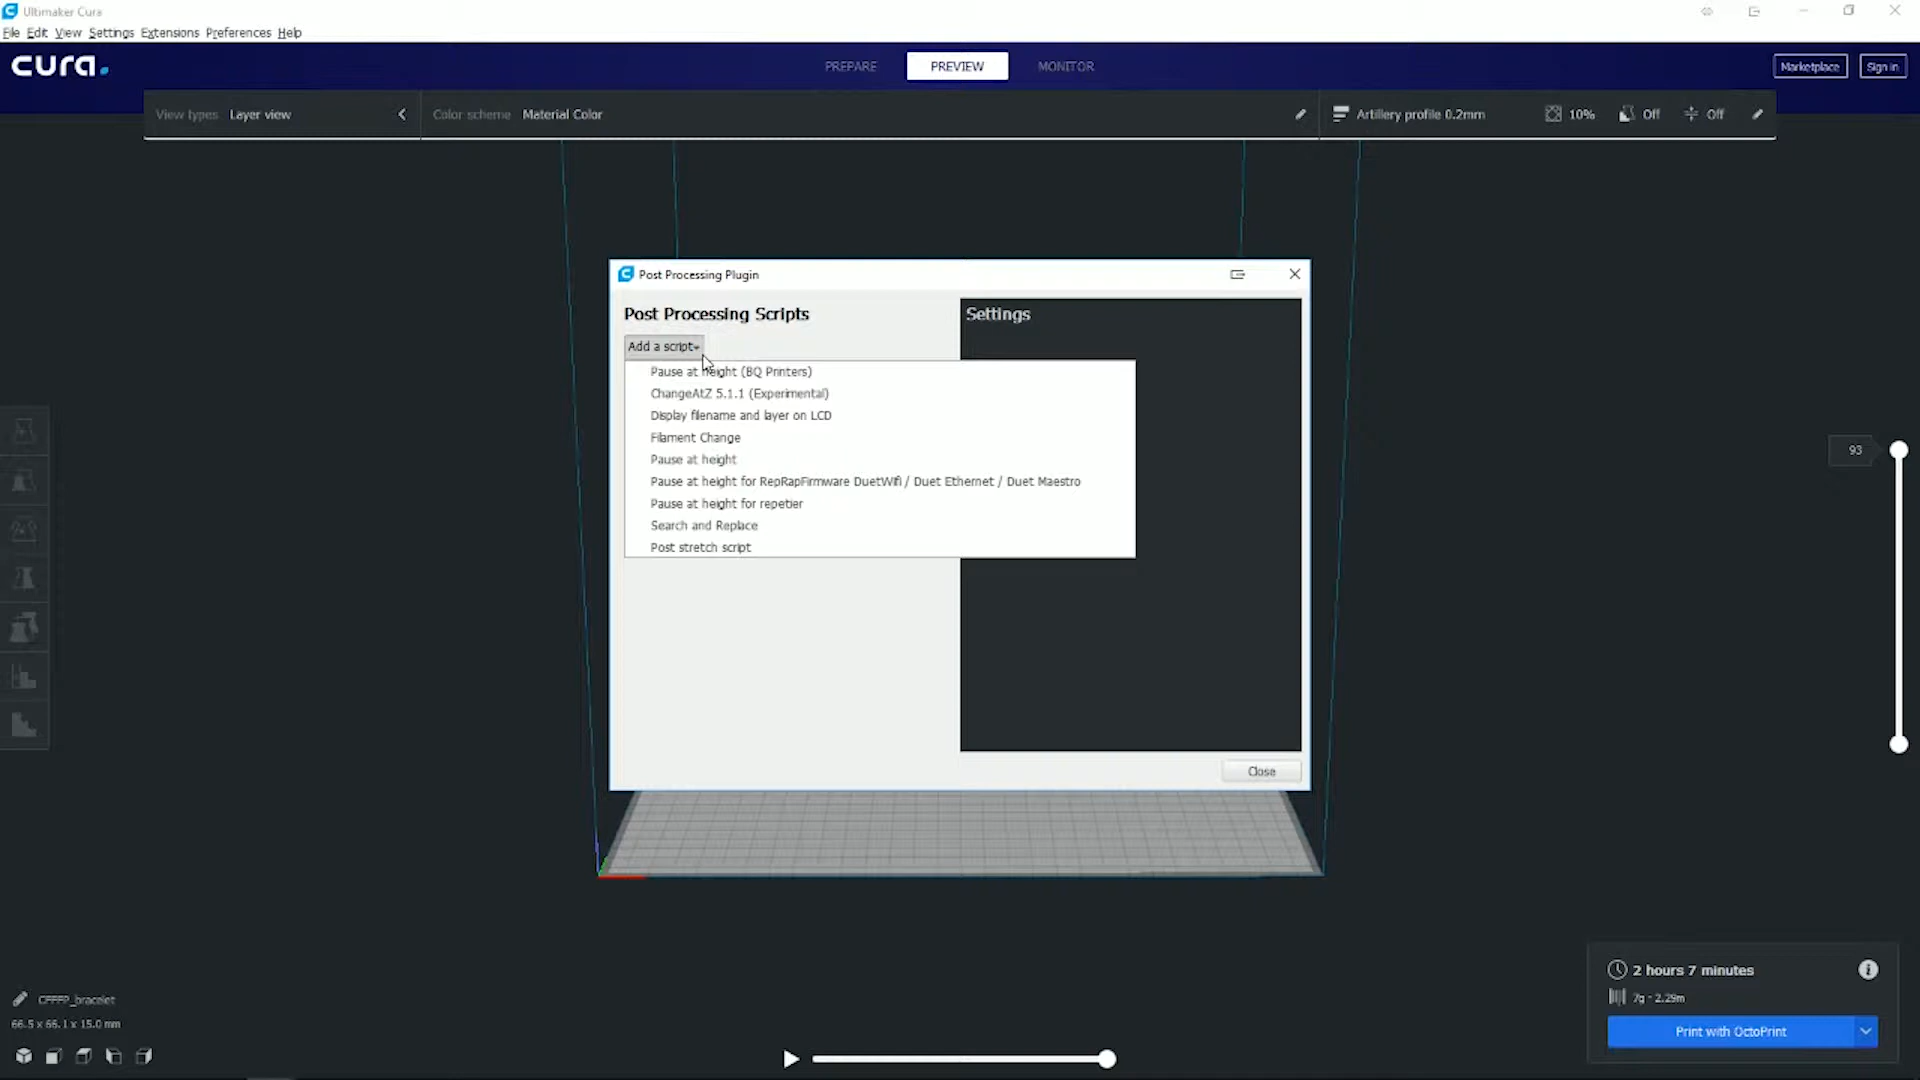 Ultimaker Cura
File Edit View Settings Extensions Preferences Help
cura.
PREPARE
PREVIEW
MONITOR
Marketplace
Sign in
View types Layer view
Color scheme Material Color
Artillery profile 0.2mm
10%
Off
Off
Post Processing Plugin
Post Processing Scripts
Settings
Add a script
Pause at height (BQ Printers)
ChangeAtZ 5.1.1 (Experimental)
Display filename and layer on LCD
Filament Change
Pause at height
Pause at height for RepRapFirmware DuetWifi / Duet Ethernet / Duet Maestro
Pause at height for repetier
Search and Replace
Post stretch script
93
Close
2 hours 7 minutes
7g - 2.29m
Print with OctoPrint
CFFFP_bracelet
66.5 x 66.1 x 15.0 mm